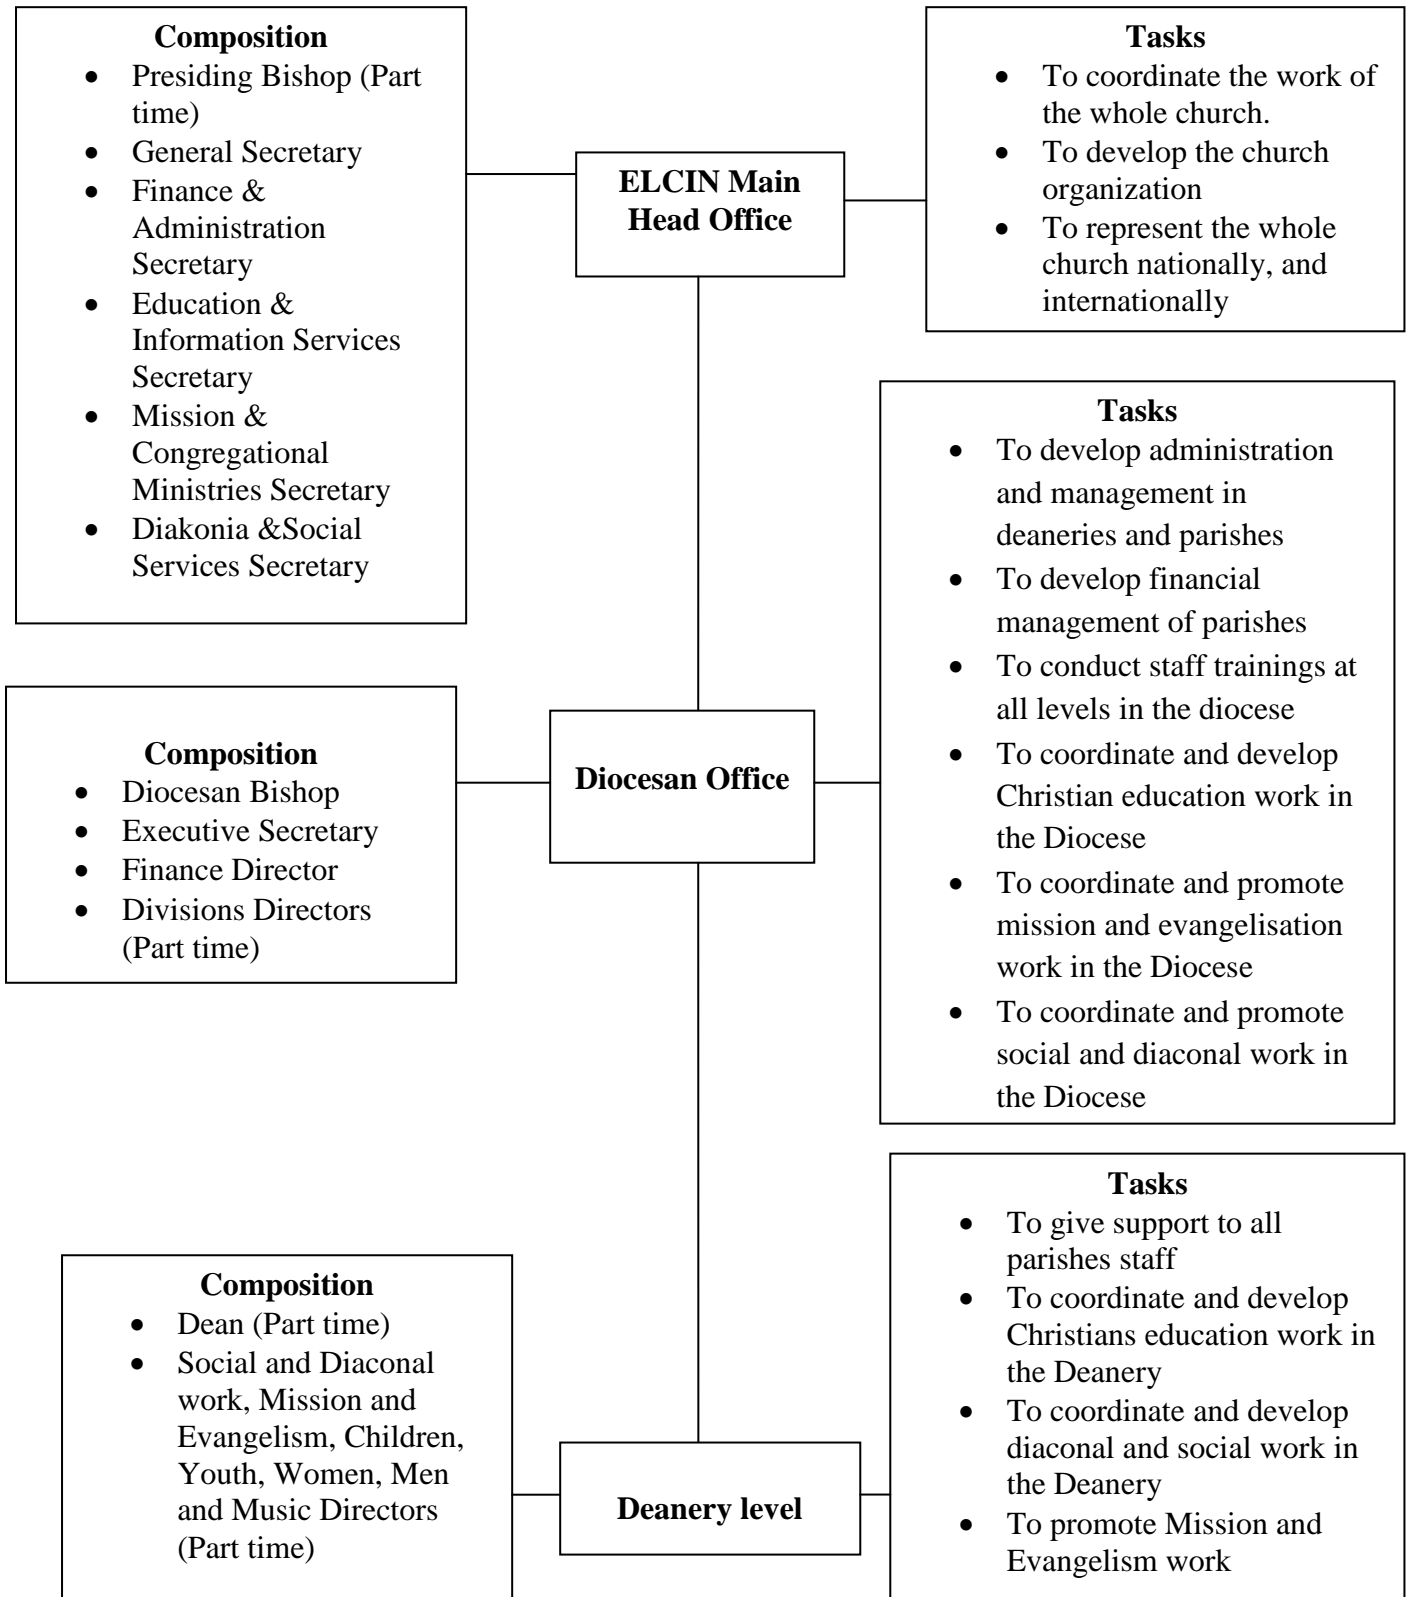 Composition
• Presiding Bishop (Part
time)
• General Secretary
• Finance &
Administration
Secretary
• Education &
Information Services
Secretary
• Mission &
Congregational
Ministries Secretary
• Diakonia &Social
Services Secretary
ELCIN Main
Head Office
Tasks
• To coordinate the work of
the whole church.
• To develop the church
organization
• To represent the whole
church nationally, and
internationally
Composition
• Diocesan Bishop
• Executive Secretary
• Finance Director
• Divisions Directors
(Part time)
Diocesan Office
Tasks
• To develop administration
and management in
deaneries and parishes
• To develop financial
management of parishes
• To conduct staff trainings at
all levels in the diocese
• To coordinate and develop
Christian education work in
the Diocese
• To coordinate and promote
mission and evangelisation
work in the Diocese
• To coordinate and promote
social and diaconal work in
the Diocese
Composition
• Dean (Part time)
• Social and Diaconal
work, Mission and
Evangelism, Children,
Youth, Women, Men
and Music Directors
(Part time)
Deanery level
Tasks
• To give support to all
parishes staff
• To coordinate and develop
Christians education work in
the Deanery
• To coordinate and develop
diaconal and social work in
the Deanery
• To promote Mission and
Evangelism work